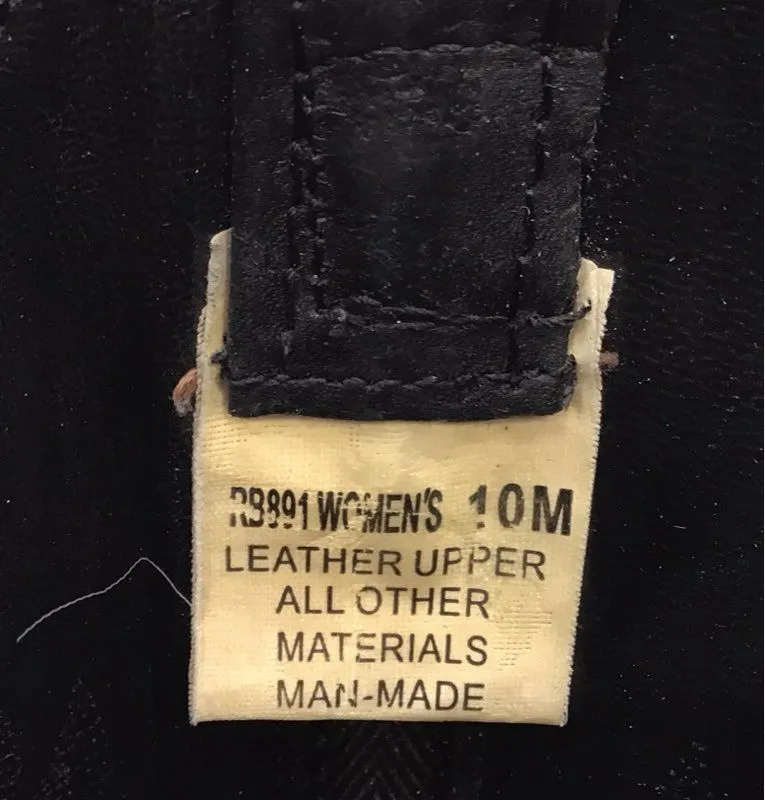 RB891 WOMEN'S 10M
LEATHER UPPER
ALL OTHER
MATERIALS
MAN-MADE